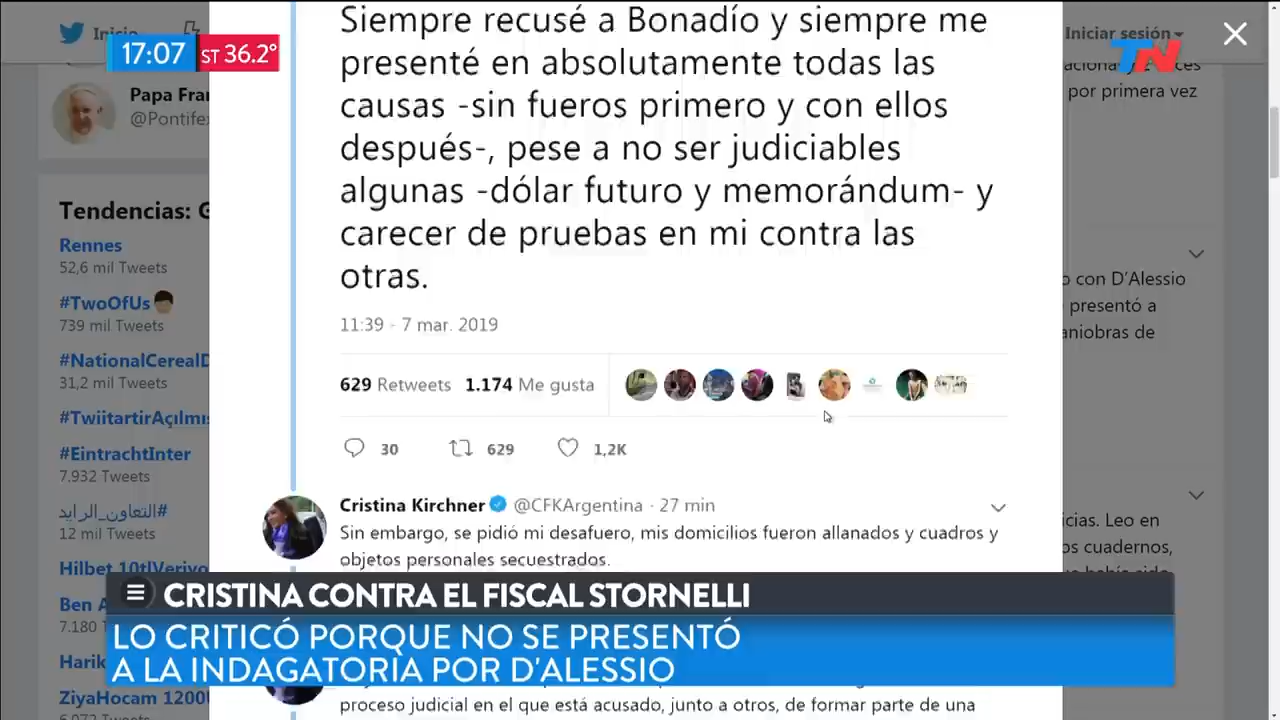 Siempre recusé a Bonadío y siempre me
presenté en absolutamente todas las
causas -sin fueros primero y con ellos
después-, pese a no ser judiciables
algunas -dólar futuro y memorándum- y
carecer de pruebas en mi contra las
otras.
11:39 - 7 mar. 2019
629 Retweets 1.174 Me gusta
30 629 1,2K
Cristina Kirchner @CFKArgentina · 27 min
Sin embargo, se pidió mi desafuero, mis domicilios fueron allanados y cuadros y
objetos personales secuestrados.
proceso judicial en el que está acusado, junto a otros, de formar parte de una
17:07 ST 36.2°
Inicio
Iniciar sesión
TN
por primera vez
Papa Fran
@Pontifex
Tendencias: G
Rennes
52,6 mil Tweets
#TwoOfUs
739 mil Tweets
#NationalCerealD
31,2 mil Tweets
#TwiitartirAçılmış
#EintrachtInter
7.932 Tweets
#التعاون_الرايد
12 mil Tweets
Hilbet 10tlVeriyo
Ben A
7.180
Harik
ZiyaHocam 1200
o con D'Alessio
presentó a
aniobras de
icias. Leo en
os cuadernos,
CRISTINA CONTRA EL FISCAL STORNELLI
LO CRITICÓ PORQUE NO SE PRESENTÓ
A LA INDAGATORIA POR D'ALESSIO